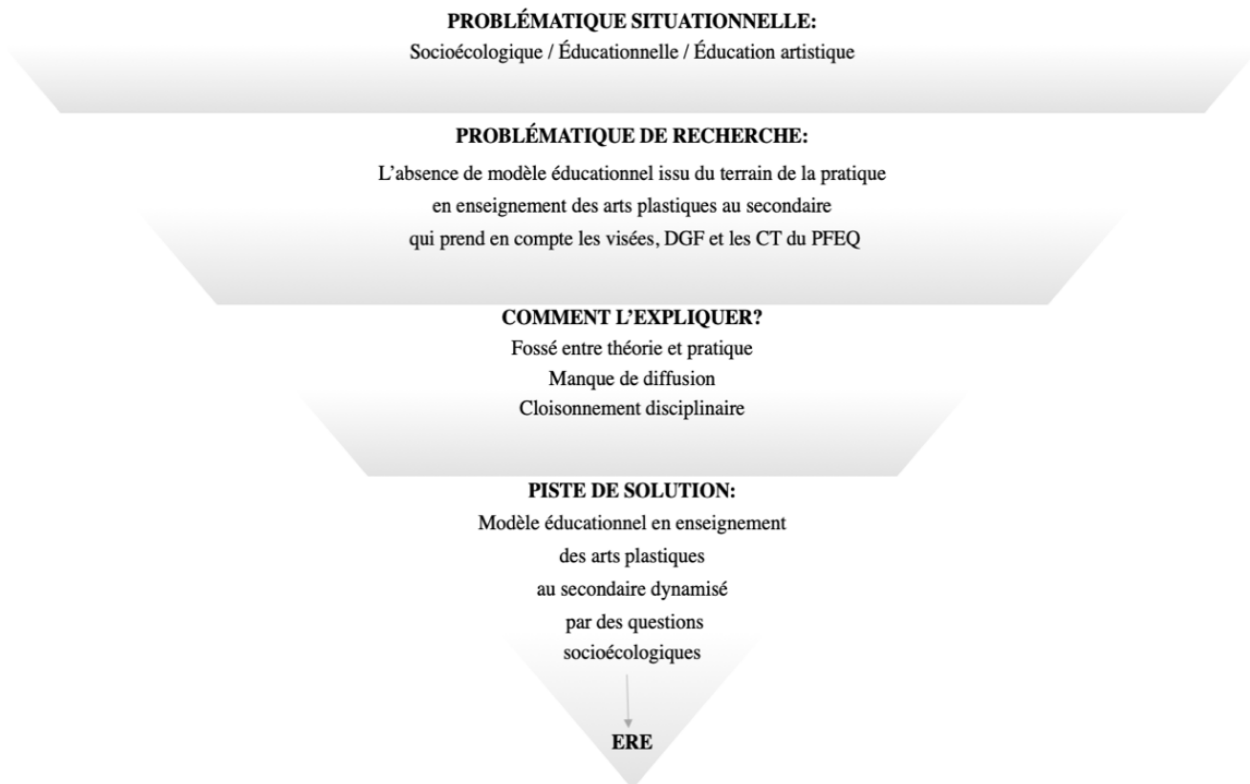 PROBLÉMATIQUE SITUATIONNELLE:
Socioécologique / Éducationnelle / Éducation artistique
PROBLÉMATIQUE DE RECHERCHE:
L’absence de modèle éducationnel issu du terrain de la pratique
en enseignement des arts plastiques au secondaire
qui prend en compte les visées, DGF et les CT du PFEQ
COMMENT L’EXPLIQUER?
Fossé entre théorie et pratique
Manque de diffusion
Cloisonnement disciplinaire
PISTE DE SOLUTION:
Modèle éducationnel en enseignement
des arts plastiques
au secondaire dynamisé
par des questions
socioécologiques
ERE